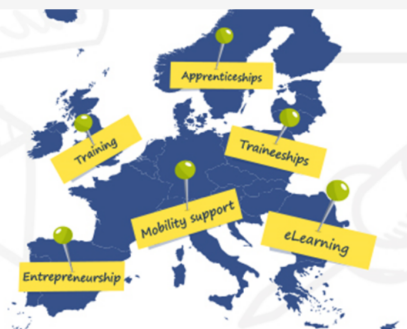 Apprenticeships
Training
Traineeships
Mobility support
eLearning
Entrepreneurship